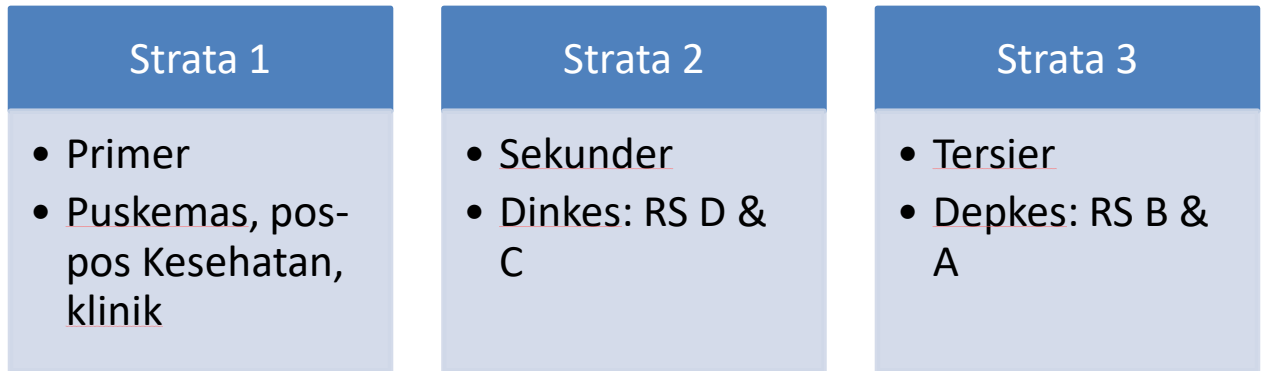 Strata 1
• Primer
• Puskemas, pos-
pos Kesehatan,
klinik
Strata 2
• Sekunder
• Dinkes: RS D &
C
Strata 3
• Tersier
• Depkes: RS B &
A